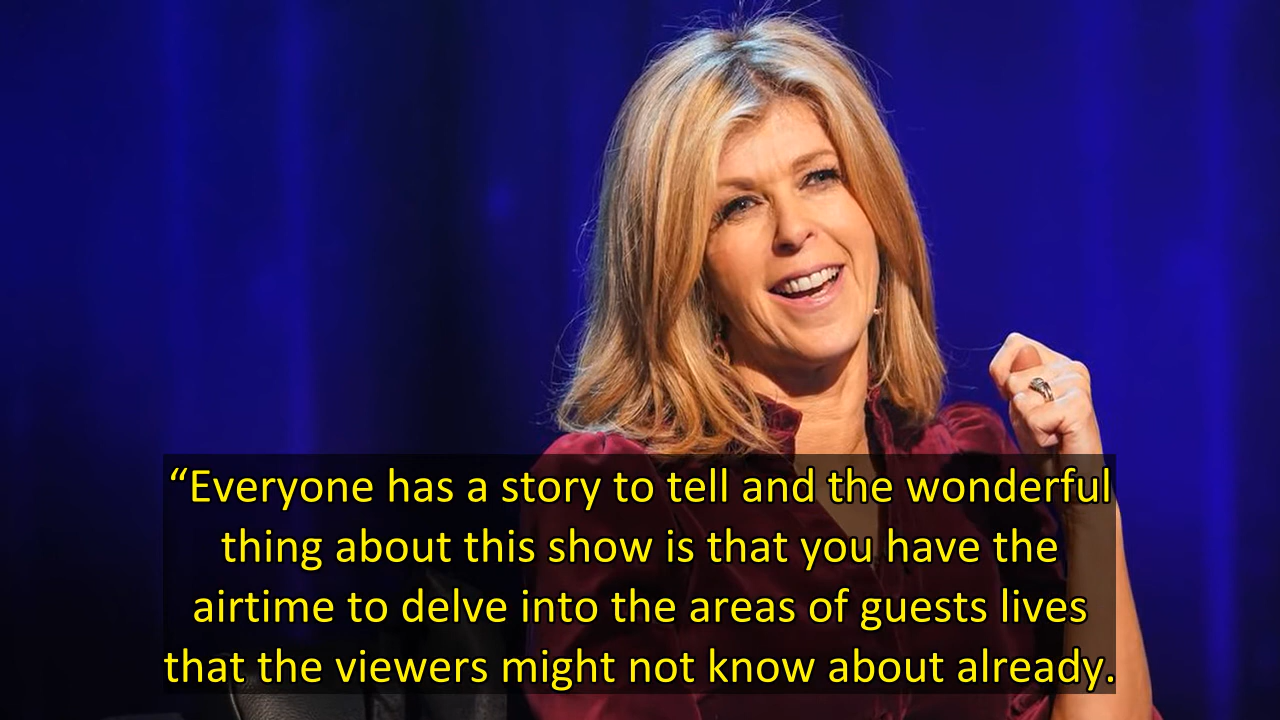 “Everyone has a story to tell and the wonderful
thing about this show is that you have the
airtime to delve into the areas of guests lives
that the viewers might not know about already.